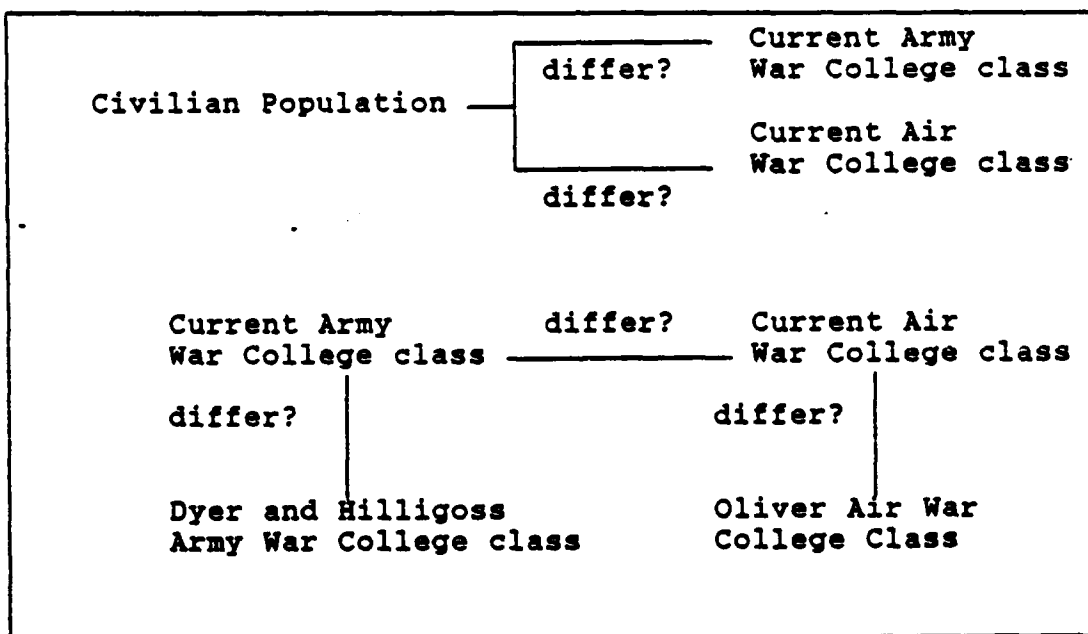 Current Army
differ? War College class
Civilian Population
Current Air
War College class
differ?
Current Army differ? Current Air
War College class War College class
differ? differ?
Dyer and Hilligoss Oliver Air War
Army War College class College Class